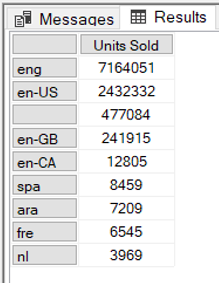 Messages Results
Units Sold
eng 7164051
en-US 2432332
477084
en-GB 241915
en-CA 12805
spa 8459
ara 7209
fre 6545
nl 3969